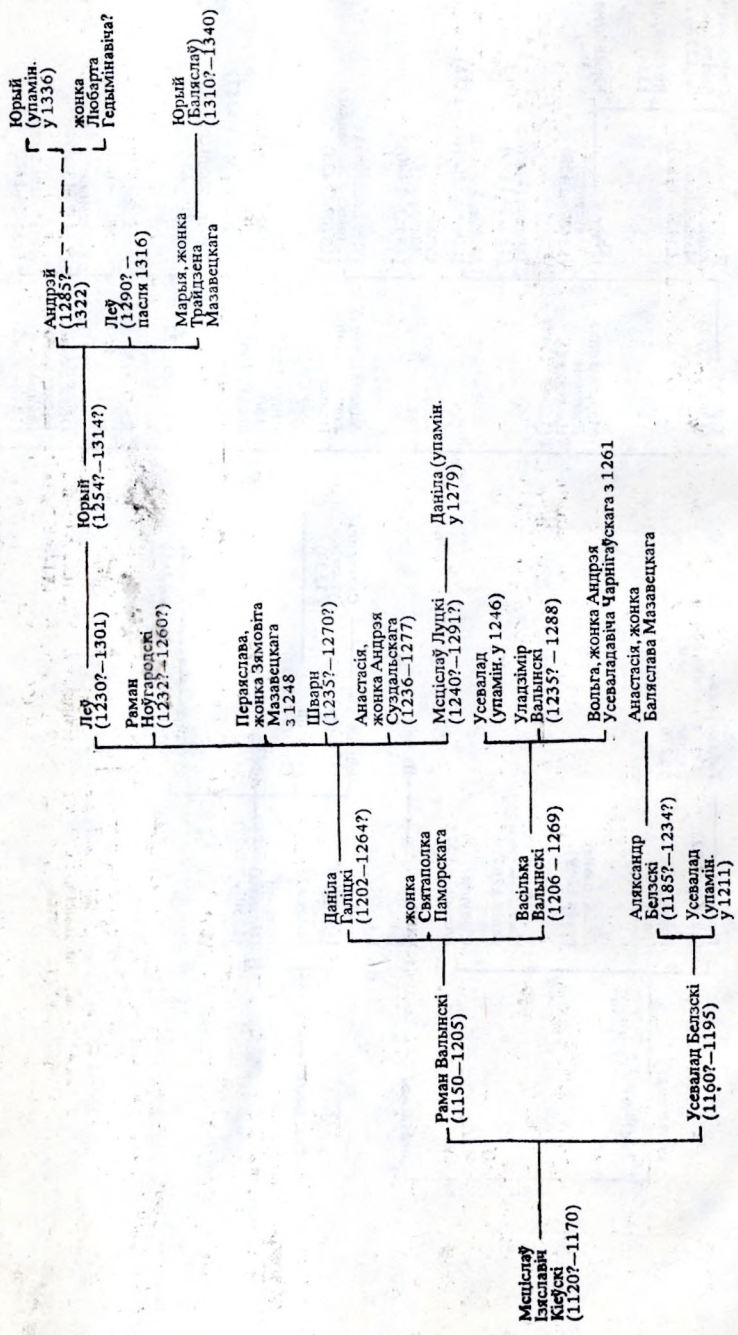 Мсціслаў
Ізяславіч
Кіеўскі
(1120?—1170)
Раман Валынскі
(1150—1205)
Усевалад Белзскі
(1160?—1195)
Даніла
Галіцкі
(1202—1264?)
жонка
Святаполка
Паморскага
Васілька
Валынскі
(1206 — 1269)
Аляксандр
Белзскі
(1185?—1234?)
Усевалад
(упамін.
у 1211)
Леў
(1230?—1301)
Раман
Ноўгародскі
(1232?—1260?)
Пераяслава,
жонка Зямовіта
Мазавецкага
з 1248
Шварн
(1235?—1270?)
Анастасія,
жонка Андрэя
Суздальскага
(1236—1277)
Мсціслаў Луцкі
(1240?—1291?)
Усевалад
(упамін. у 1246)
Уладзімір
Валынскі
(1235? — 1288)
Вольга, жонка Андрэя
Усеваладавіча Чарнігаўскага з 1261
Анастасія, жонка
Баляслава Мазавецкага
Юрый
(1254?—1314?)
Даніла (упамін.
у 1279)
Андрэй
(1285?—
1322)
Леў
(1290?—
пасля 1316)
Марыя, жонка
Трайдзена
Мазавецкага
Юрый
(упамін.
у 1336)
жонка
Любарта
Гедымінавіча?
Юрый
(Баляслаў)
(1310?—1340)